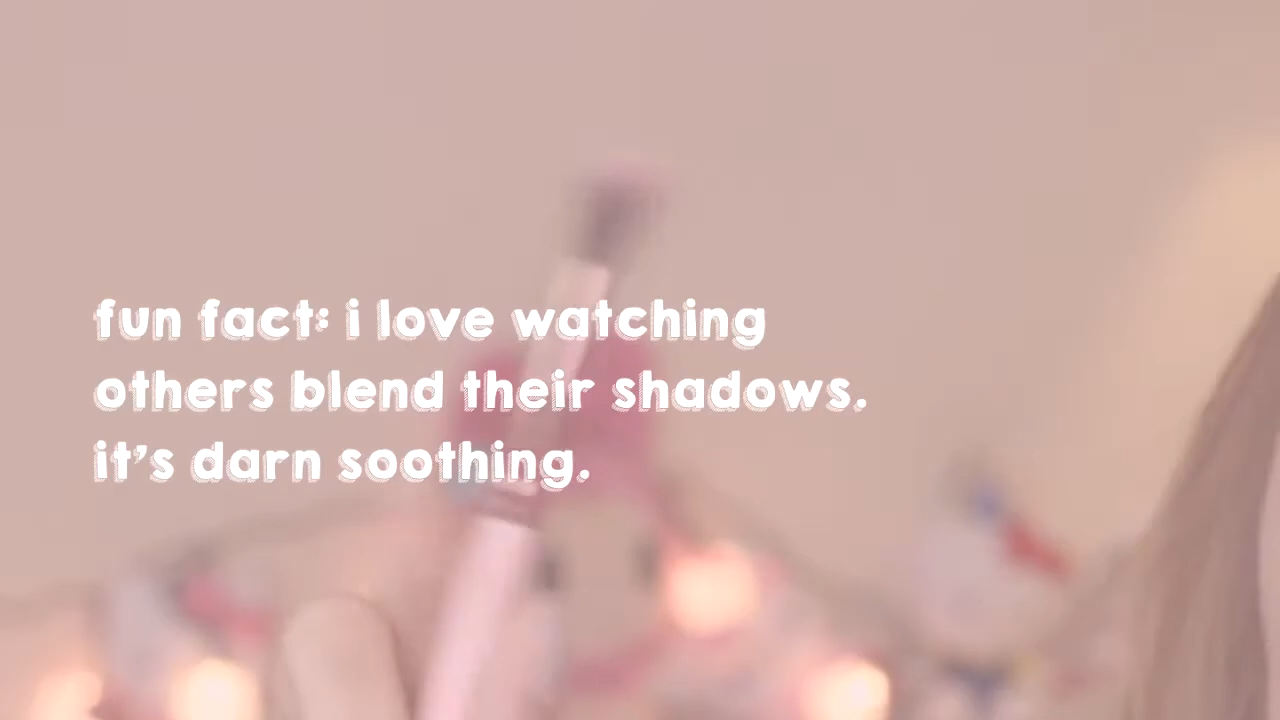 fun fact: i love watching
others blend their shadows.
it's darn soothing.